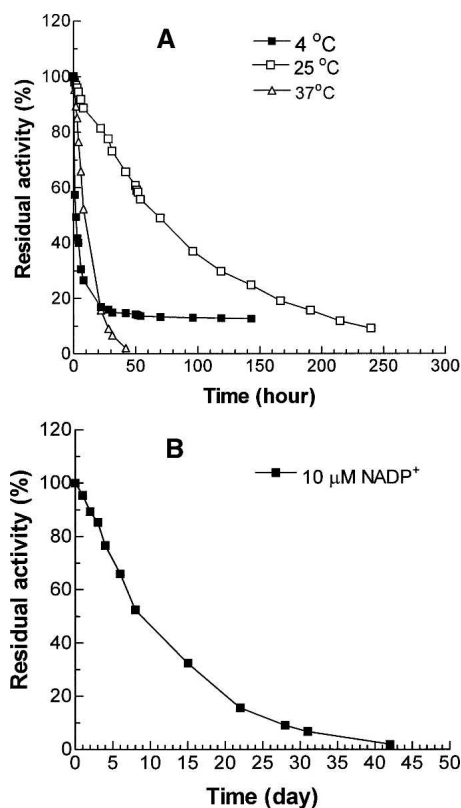 A
4 °C
25 °C
37°C
Residual activity (%)
120
100
80
60
40
20
0
0 50 100 150 200 250 300
Time (hour)
B
10 μM NADP+
Residual activity (%)
120
100
80
60
40
20
0
0 5 10 15 20 25 30 35 40 45 50
Time (day)